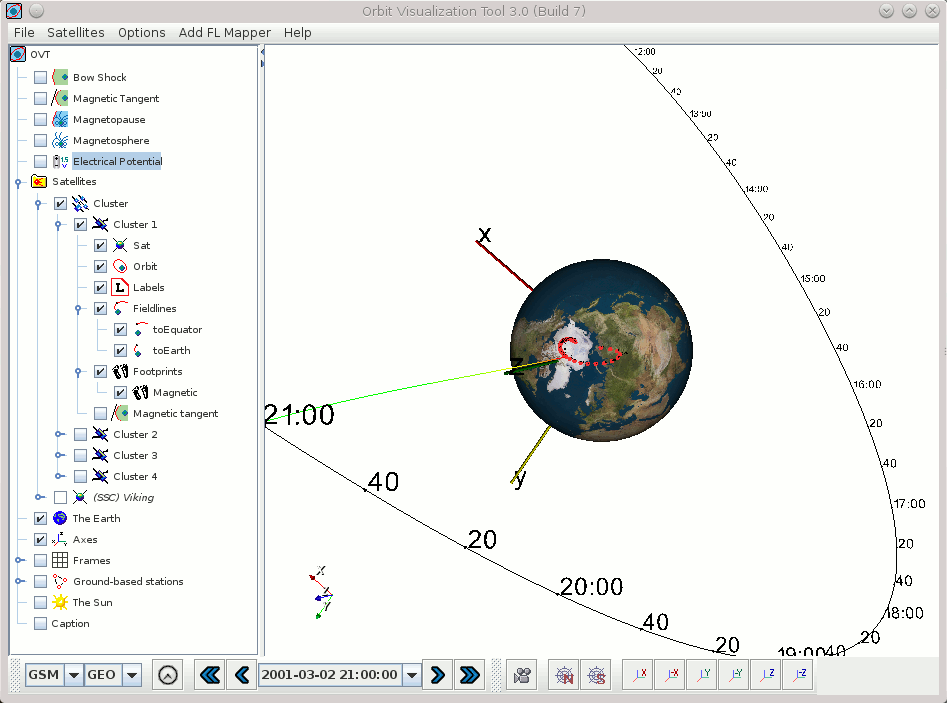 Orbit Visualization Tool 3.0 (Build 7)
File Satellites Options Add FL Mapper Help
OVT
Bow Shock
Magnetic Tangent
Magnetopause
Magnetosphere
1.5
V
Electrical Potential
Satellites
Cluster
Cluster 1
Sat
Orbit
L Labels
Fieldlines
toEquator
toEarth
Footprints
Magnetic
Magnetic tangent
Cluster 2
Cluster 3
Cluster 4
(SSC) Viking
The Earth
Axes
Frames
Ground-based stations
The Sun
Caption
12:00
20
40
13:00
20
40
14:00
20
40
15:00
20
40
16:00
20
40
17:00
20
40
18:00
20
40
19:00
20
40
20:00
20
40
21:00
X
Z
y
X
Y
GSM GEO 2001-03-02 21:00:00 N S X -X Y -Y Z -Z